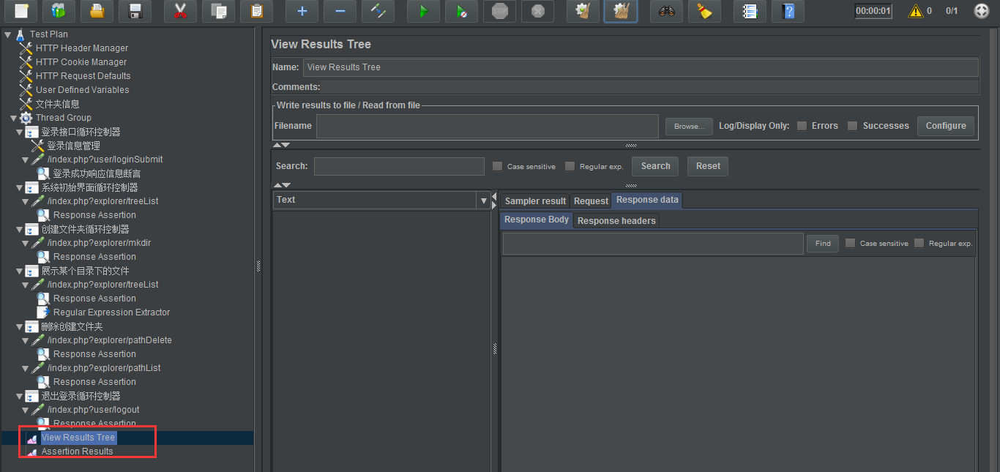 STOP
00:00:01
0
0/1
Test Plan
HTTP Header Manager
HTTP Cookie Manager
HTTP Request Defaults
User Defined Variables
文件夹信息
Thread Group
登录接口循环控制器
登录信息管理
/index.php?user/loginSubmit
登录成功响应信息断言
系统初始界面循环控制器
/index.php?explorer/treeList
Response Assertion
创建文件夹循环控制器
/index.php?explorer/mkdir
Response Assertion
展示某个目录下的文件
/index.php?explorer/treeList
Response Assertion
Regular Expression Extractor
删除创建文件夹
/index.php?explorer/pathDelete
Response Assertion
/index.php?explorer/pathList
Response Assertion
退出登录循环控制器
/index.php?user/logout
Response Assertion
View Results Tree
Assertion Results
View Results Tree
Name: View Results Tree
Comments:
Write results to file / Read from file
Filename Browse... Log/Display Only: Errors Successes Configure
Search: Case sensitive Regular exp. Search Reset
Text
Sampler result Request Response data
Response Body Response headers
Find Case sensitive Regular exp.